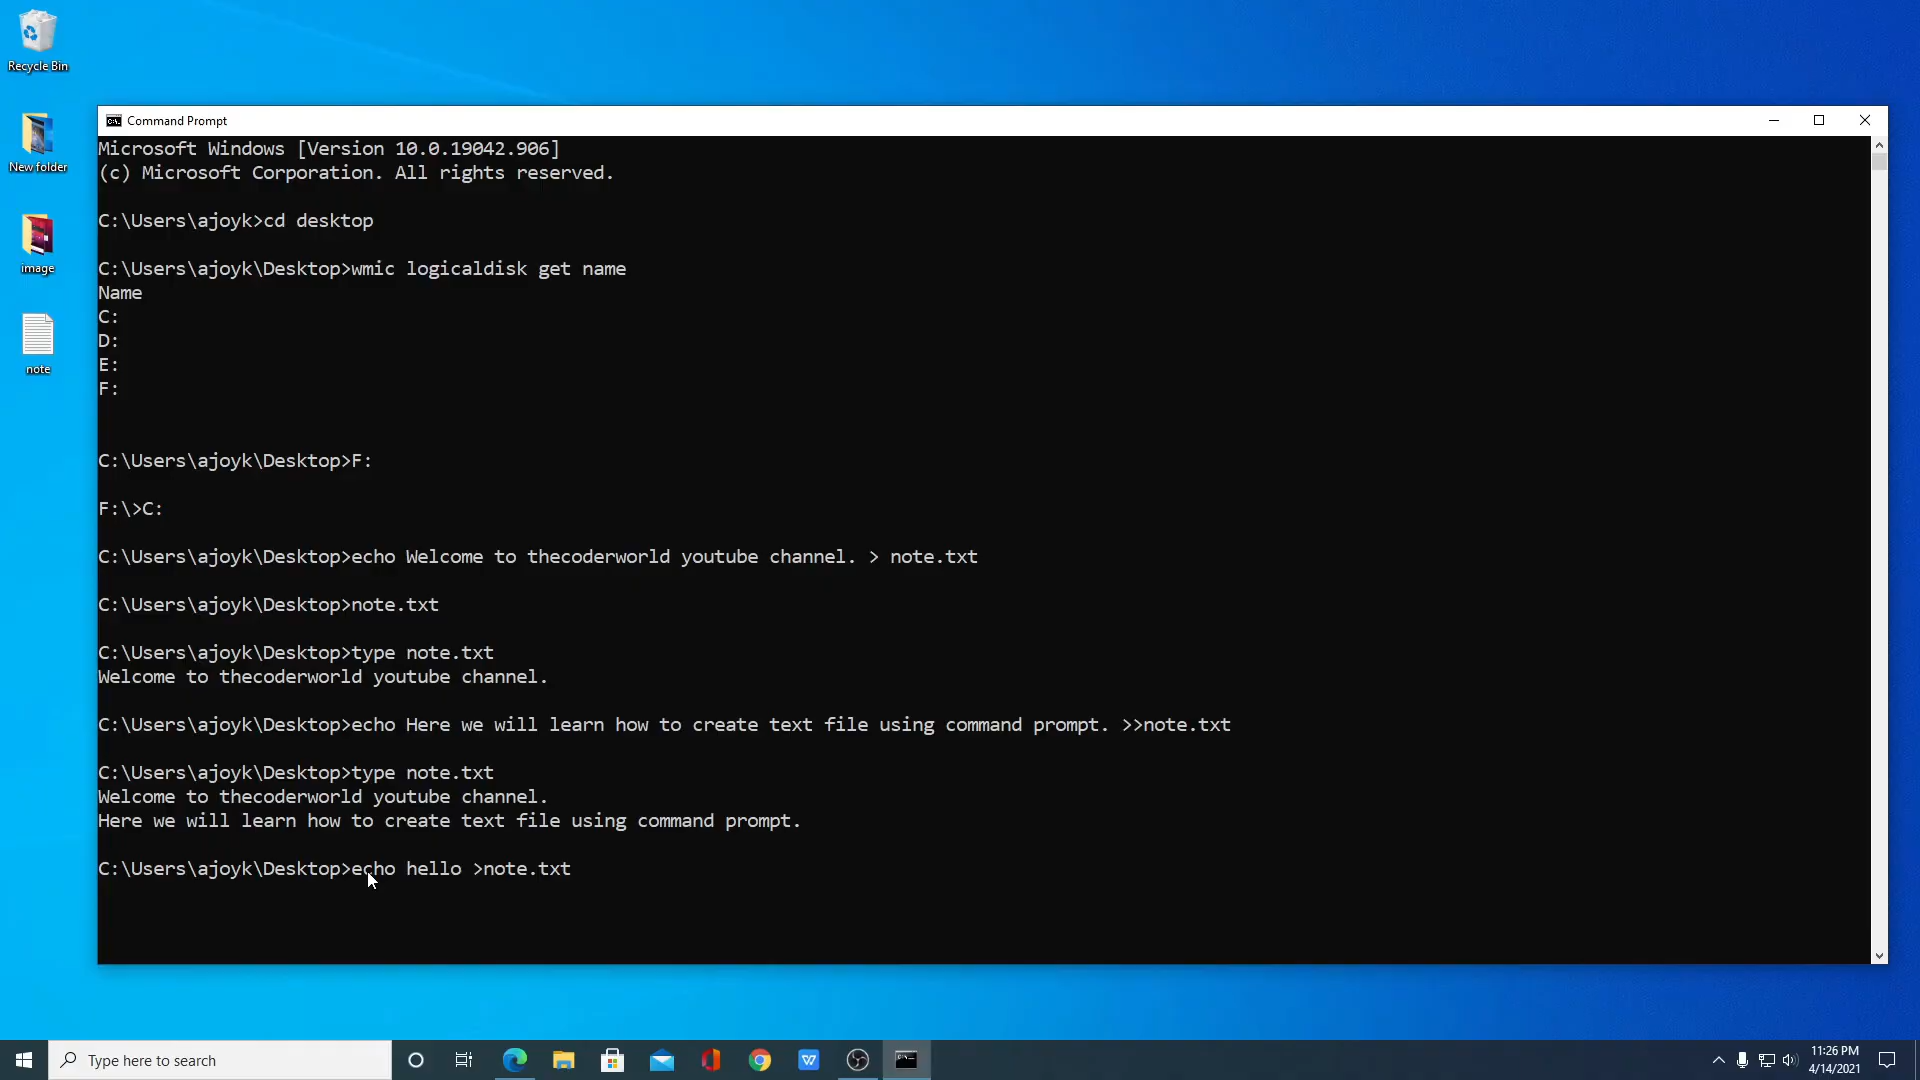 Recycle Bin
New folder
image
note
Command Prompt
Microsoft Windows [Version 10.0.19042.906]
(c) Microsoft Corporation. All rights reserved.
C:\Users\ajoyk>cd desktop
C:\Users\ajoyk\Desktop>wmic logicaldisk get name
Name
C:
D:
E:
F:
C:\Users\ajoyk\Desktop>F:
F:\>C:
C:\Users\ajoyk\Desktop>echo Welcome to thecoderworld youtube channel. > note.txt
C:\Users\ajoyk\Desktop>note.txt
C:\Users\ajoyk\Desktop>type note.txt
Welcome to thecoderworld youtube channel.
C:\Users\ajoyk\Desktop>echo Here we will learn how to create text file using command prompt. >>note.txt
C:\Users\ajoyk\Desktop>type note.txt
Welcome to thecoderworld youtube channel.
Here we will learn how to create text file using command prompt.
C:\Users\ajoyk\Desktop>echo hello >note.txt
Type here to search
11:26 PM
4/14/2021